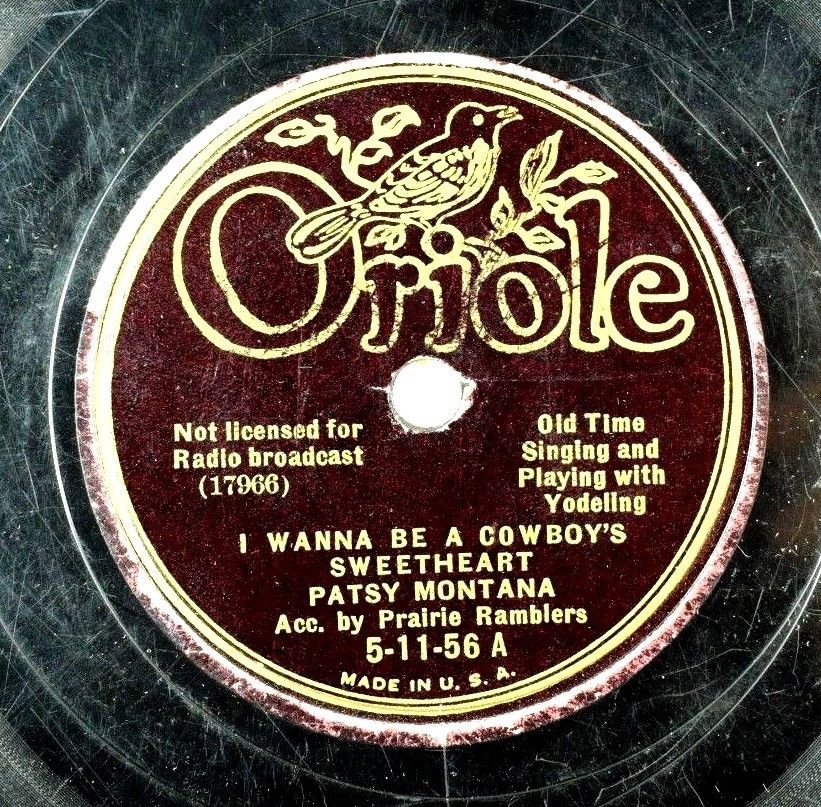 Oriole
Not licensed for
Radio broadcast
(17966)
Old Time
Singing and
Playing with
Yodeling
I WANNA BE A COWBOY'S
SWEETHEART
PATSY MONTANA
Acc. by Prairie Ramblers
5-11-56 A
MADE IN U. S. A.